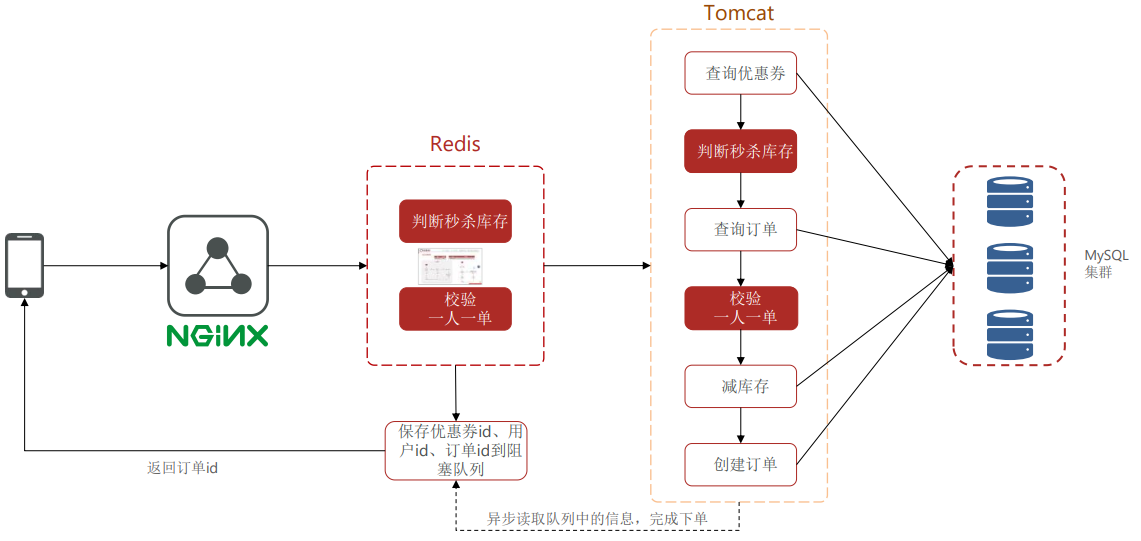 Tomcat
查询优惠券
判断秒杀库存
查询订单
校验
一人一单
减库存
创建订单
Redis
判断秒杀库存
校验
一人一单
NGiNX
MySQL
集群
保存优惠券id、用
户id、订单id到阻
塞队列
返回订单id
异步读取队列中的信息，完成下单